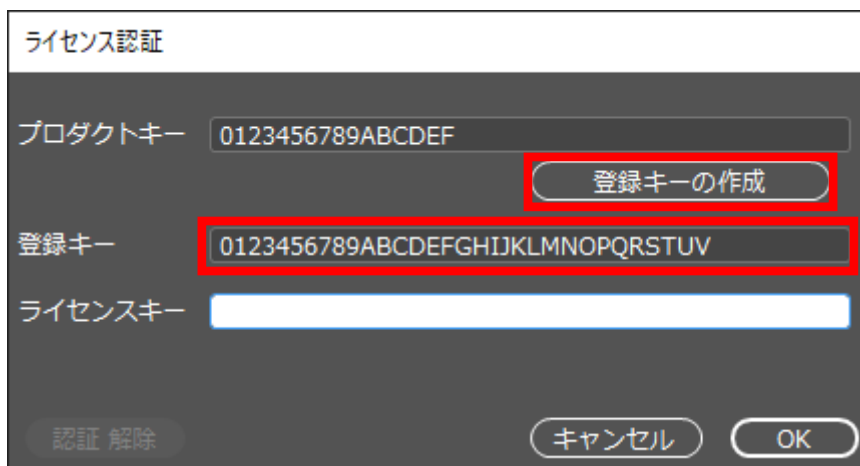 ライセンス認証
プロダクトキー 0123456789ABCDEF
登録キーの作成
登録キー 0123456789ABCDEFGHIJKLMNOPQRSTUV
ライセンスキー
認証 解除 キャンセル OK